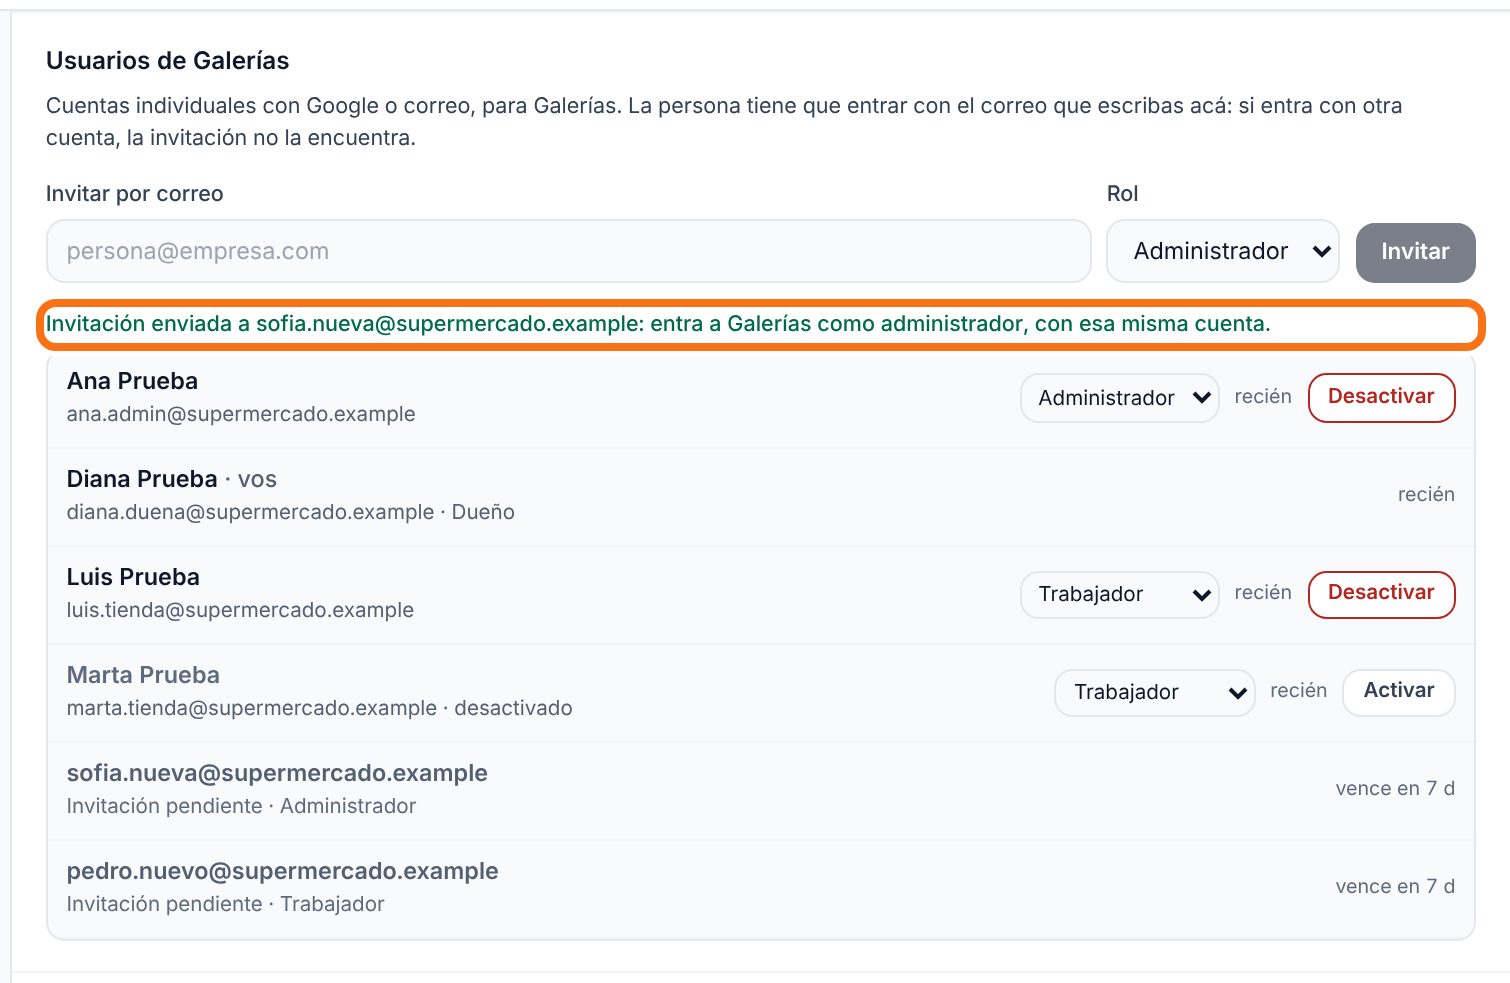 Usuarios de Galerías
Cuentas individuales con Google o correo, para Galerías. La persona tiene que entrar con el correo que escribas acá: si entra con otra
cuenta, la invitación no la encuentra.
Invitar por correo
Rol
persona@empresa.com
Administrador
Invitar
Invitación enviada a sofia.nueva@supermercado.example: entra a Galerías como administrador, con esa misma cuenta.
Ana Prueba
ana.admin@supermercado.example
Administrador
recién
Desactivar
Diana Prueba · vos
diana.duena@supermercado.example · Dueño
recién
Luis Prueba
luis.tienda@supermercado.example
Trabajador
recién
Desactivar
Marta Prueba
marta.tienda@supermercado.example · desactivado
Trabajador
recién
Activar
sofia.nueva@supermercado.example
Invitación pendiente · Administrador
vence en 7 d
pedro.nuevo@supermercado.example
Invitación pendiente · Trabajador
vence en 7 d